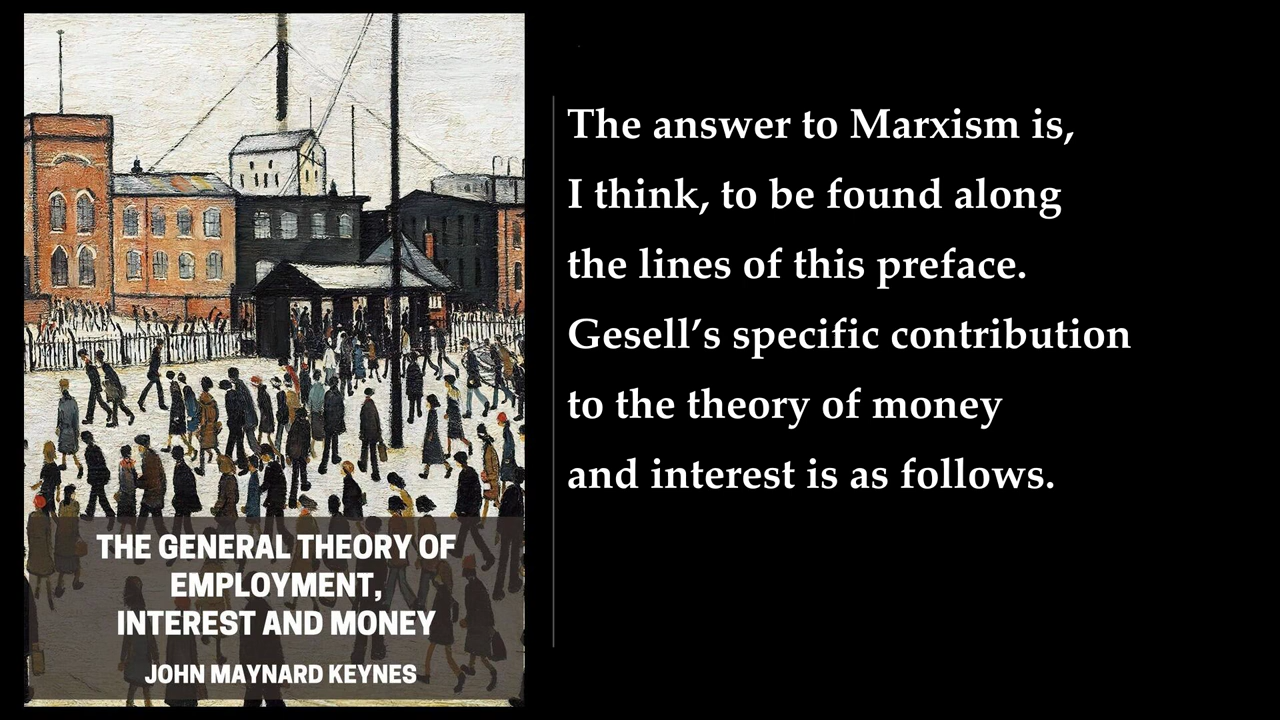 The answer to Marxism is,
I think, to be found along
the lines of this preface.
Gesell’s specific contribution
to the theory of money
and interest is as follows.
THE GENERAL THEORY OF
EMPLOYMENT,
INTEREST AND MONEY
JOHN MAYNARD KEYNES